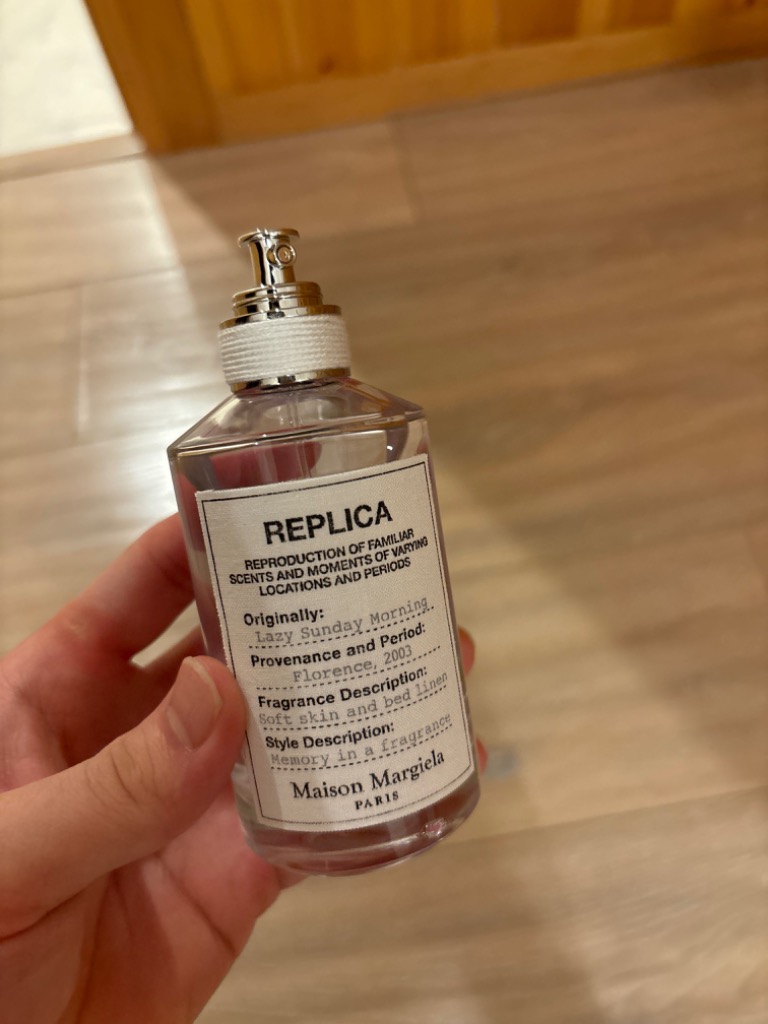 REPLICA
REPRODUCTION OF FAMILIAR
SCENTS AND MOMENTS OF VARYING
LOCATIONS AND PERIODS
Originally:
Lazy Sunday Morning
Provenance and Period:
Florence, 2003
Fragrance Description:
Soft skin and bed linen
Style Description:
Memory in a fragrance
Maison Margiela
PARIS